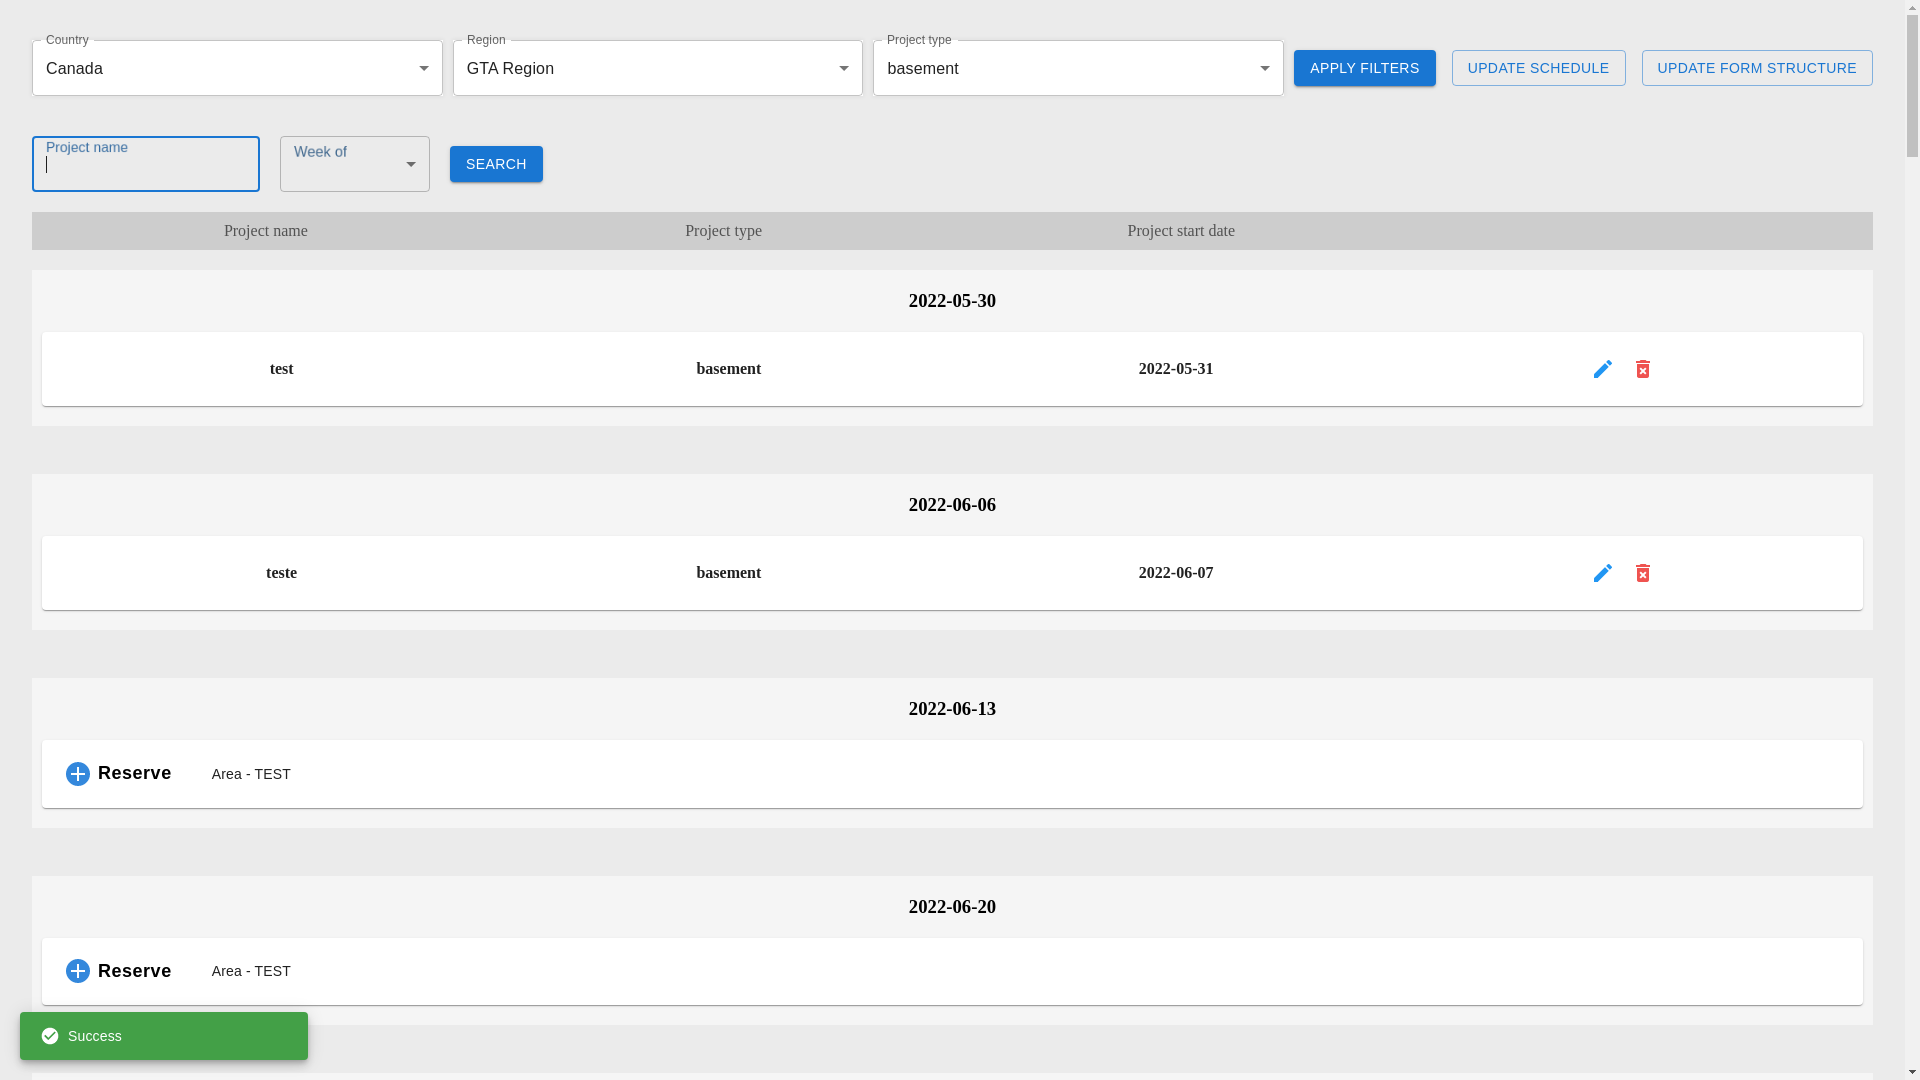 Country
Canada
Region
GTA Region
Project type
basement
APPLY FILTERS
UPDATE SCHEDULE
UPDATE FORM STRUCTURE
Project name
Week of
SEARCH
Project name Project type Project start date
2022-05-30
test basement 2022-05-31
2022-06-06
teste basement 2022-06-07
2022-06-13
Reserve Area - TEST
2022-06-20
Reserve Area - TEST
Success